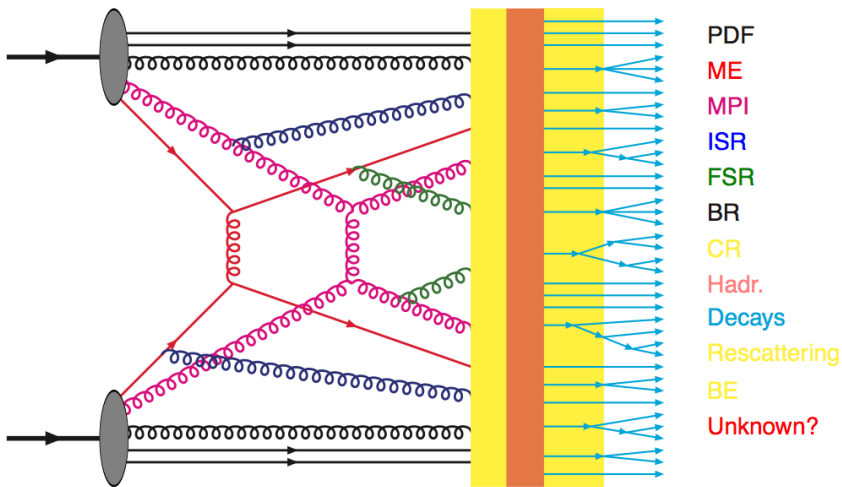 PDF
ME
MPI
ISR
FSR
BR
CR
Hadr.
Decays
Rescattering
BE
Unknown?